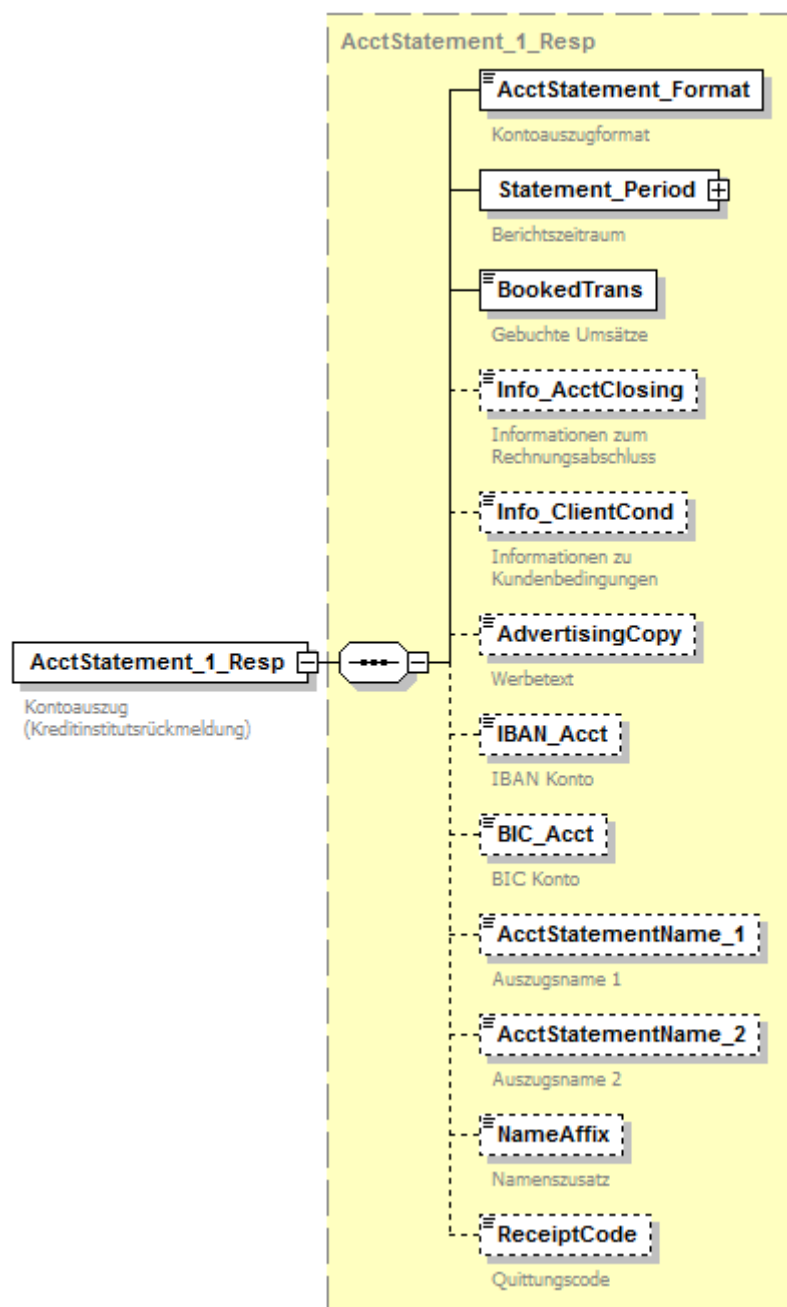 AcctStatement_1_Resp
AcctStatement_Format
Kontoauszugformat
Statement_Period
Berichtszeitraum
BookedTrans
Gebuchte Umsätze
Info_AcctClosing
Informationen zum
Rechnungsabschluss
Info_ClientCond
Informationen zu
Kundenbedingungen
AdvertisingCopy
Werbetext
AcctStatement_1_Resp
Kontoauszug
(Kreditinstitutsrückmeldung)
IBAN_Acct
IBAN Konto
BIC_Acct
BIC Konto
AcctStatementName_1
Auszugsname 1
AcctStatementName_2
Auszugsname 2
NameAffix
Namenszusatz
ReceiptCode
Quittungscode